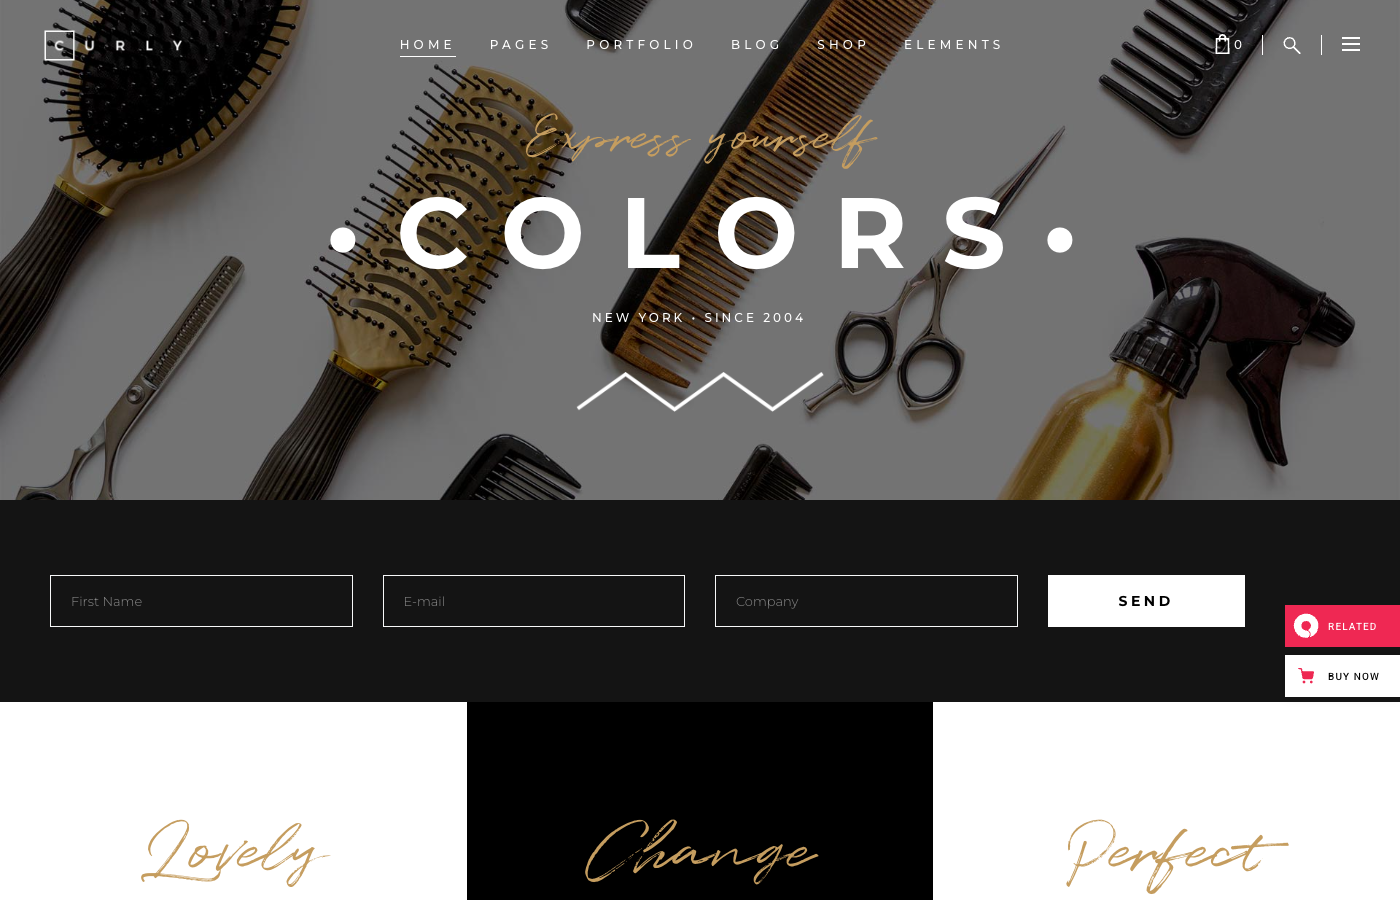 CURLY
HOME PAGES PORTFOLIO BLOG SHOP ELEMENTS 0
Express yourself
• COLORS •
NEW YORK • SINCE 2004
First Name E-mail Company SEND
RELATED
BUY NOW
Lovely Change Perfect